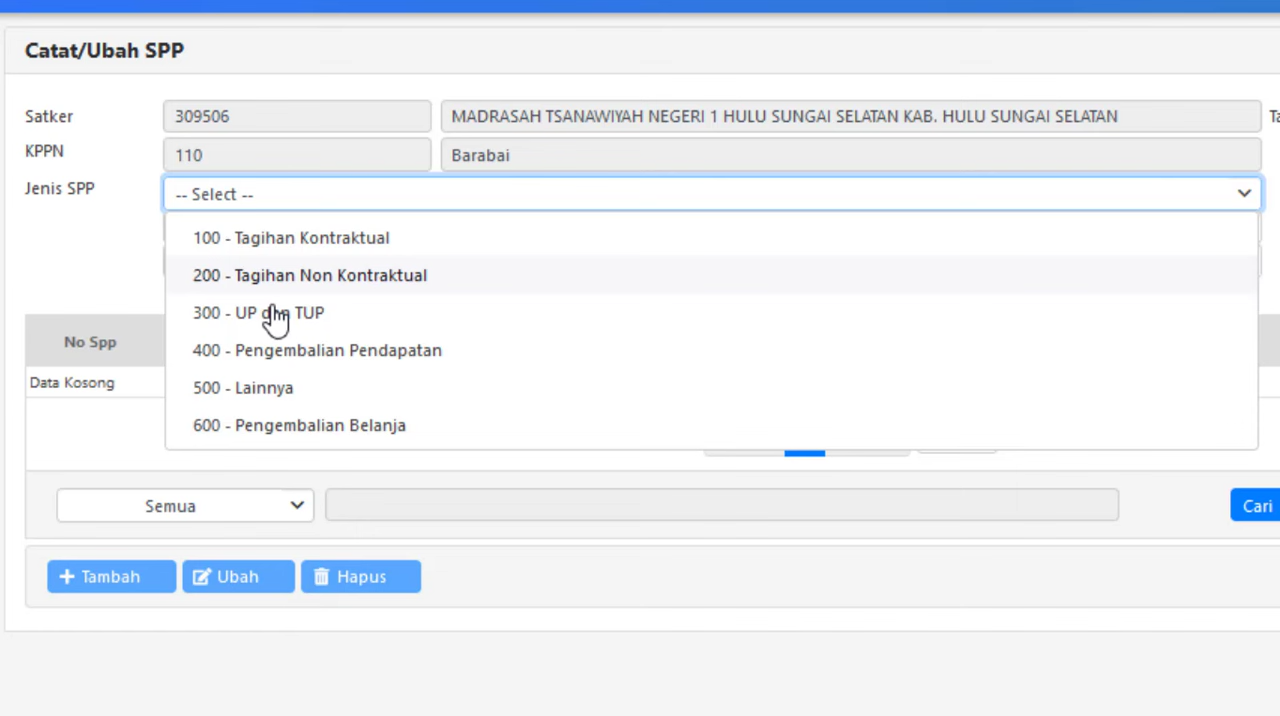 Catat/Ubah SPP
Satker 309506 MADRASAH TSANAWIYAH NEGERI 1 HULU SUNGAI SELATAN KAB. HULU SUNGAI SELATAN
KPPN 110 Barabai
Jenis SPP -- Select --
100 - Tagihan Kontraktual
200 - Tagihan Non Kontraktual
300 - UP dan TUP
400 - Pengembalian Pendapatan
500 - Lainnya
600 - Pengembalian Belanja
No Spp
Data Kosong
Semua Cari
Tambah Ubah Hapus